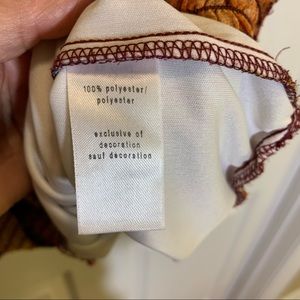 100% polyester/
polyester
exclusive of
decoration
sauf decoration